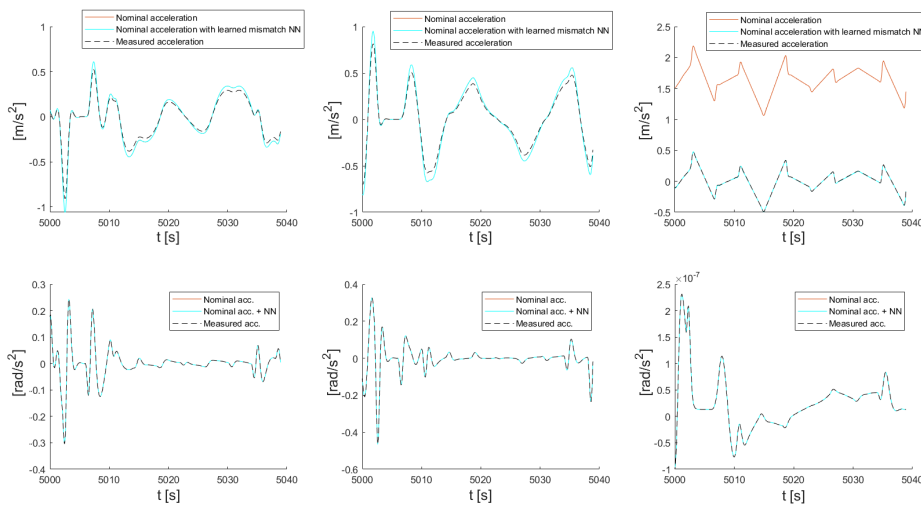 Nominal acceleration
Nominal acceleration with learned mismatch NN
Measured acceleration
1
0.5
0
-0.5
-1
[m/s²]
5000 5010 5020 5030 5040
t [s]
Nominal acceleration
Nominal acceleration with learned mismatch NN
Measured acceleration
1
0.5
0
-0.5
-1
[m/s²]
5000 5010 5020 5030 5040
t [s]
Nominal acceleration
Nominal acceleration with learned mismatch NN
Measured acceleration
2.5
2
1.5
1
0.5
0
-0.5
[m/s²]
5000 5010 5020 5030 5040
t [s]
Nominal acc.
Nominal acc. + NN
Measured acc.
0.3
0.2
0.1
0
-0.1
-0.2
-0.3
-0.4
[rad/s²]
5000 5010 5020 5030 5040
t [s]
Nominal acc.
Nominal acc. + NN
Measured acc.
0.4
0.2
0
-0.2
-0.4
-0.6
[rad/s²]
5000 5010 5020 5030 5040
t [s]
×10⁻⁷
Nominal acc.
Nominal acc. + NN
Measured acc.
2.5
2
1.5
1
0.5
0
-0.5
-1
[rad/s²]
5000 5010 5020 5030 5040
t [s]